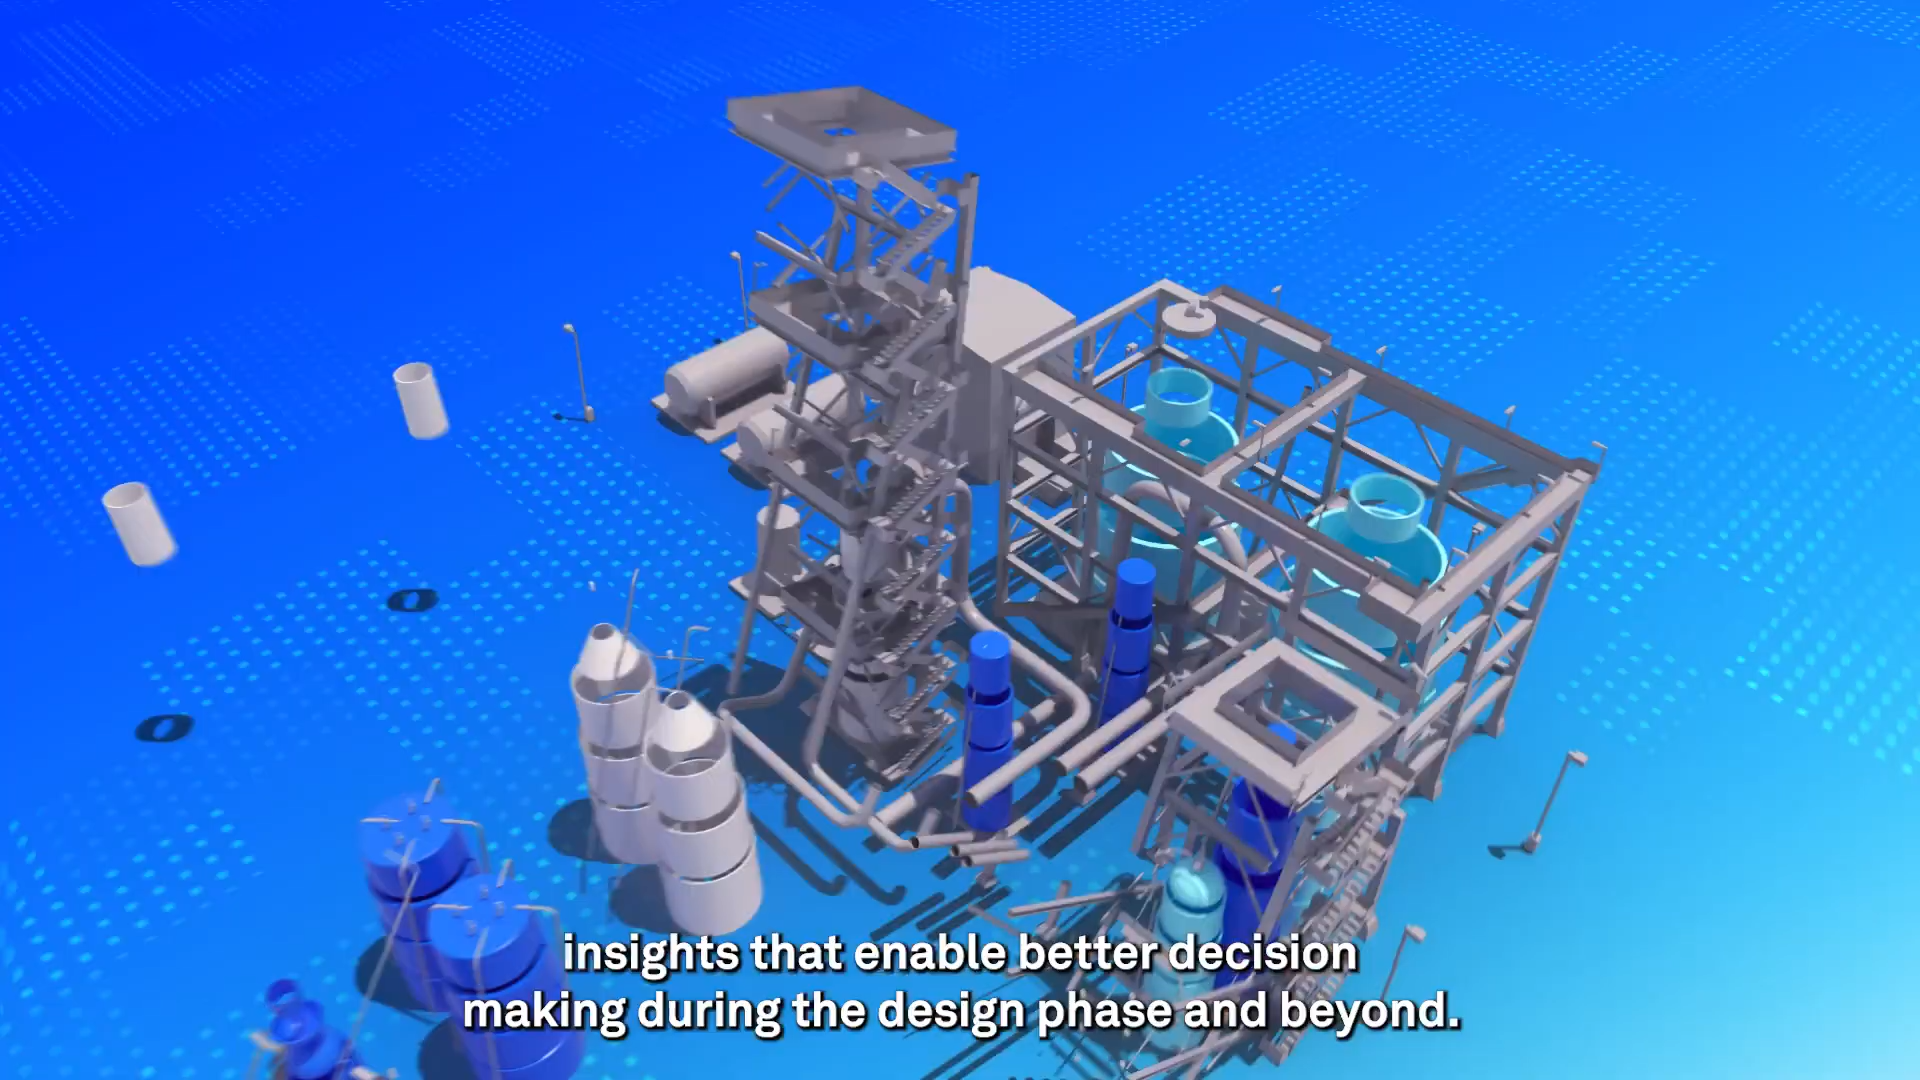 insights that enable better decision
making during the design phase and beyond.